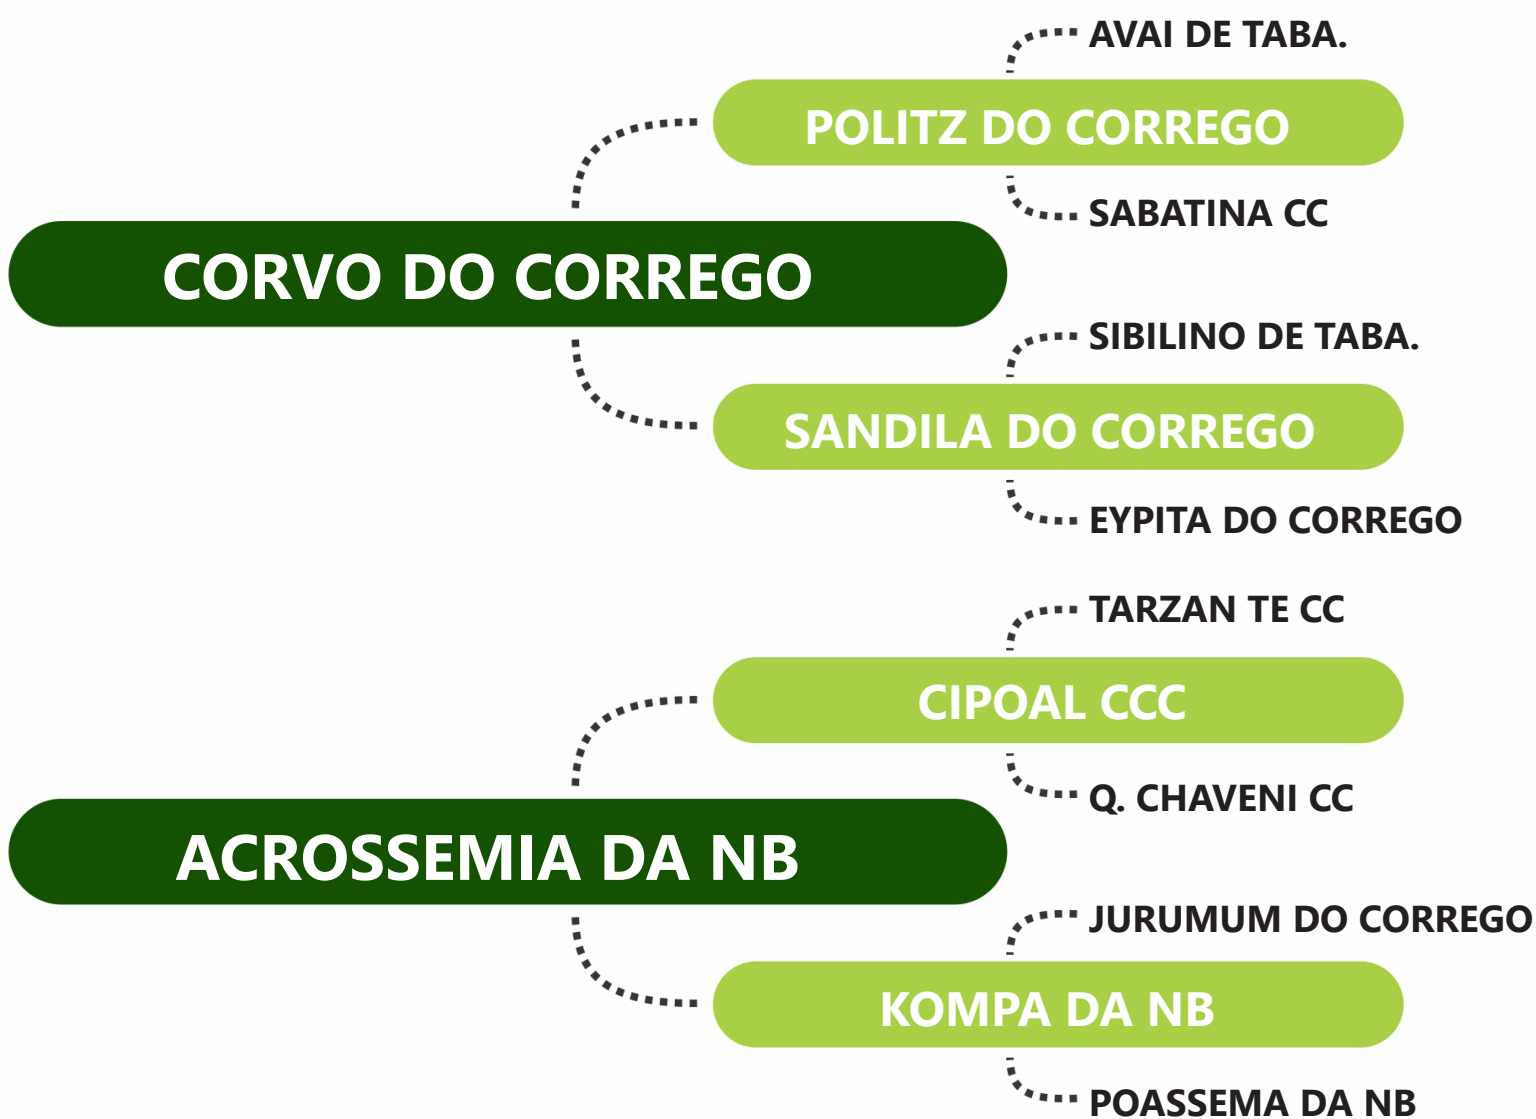 AVAI DE TABA.
POLITZ DO CORREGO
SABATINA CC
CORVO DO CORREGO
SIBILINO DE TABA.
SANDILA DO CORREGO
EYPITA DO CORREGO
TARZAN TE CC
CIPOAL CCC
Q. CHAVENI CC
ACROSSEMIA DA NB
JURUMUM DO CORREGO
KOMPA DA NB
POASSEMA DA NB